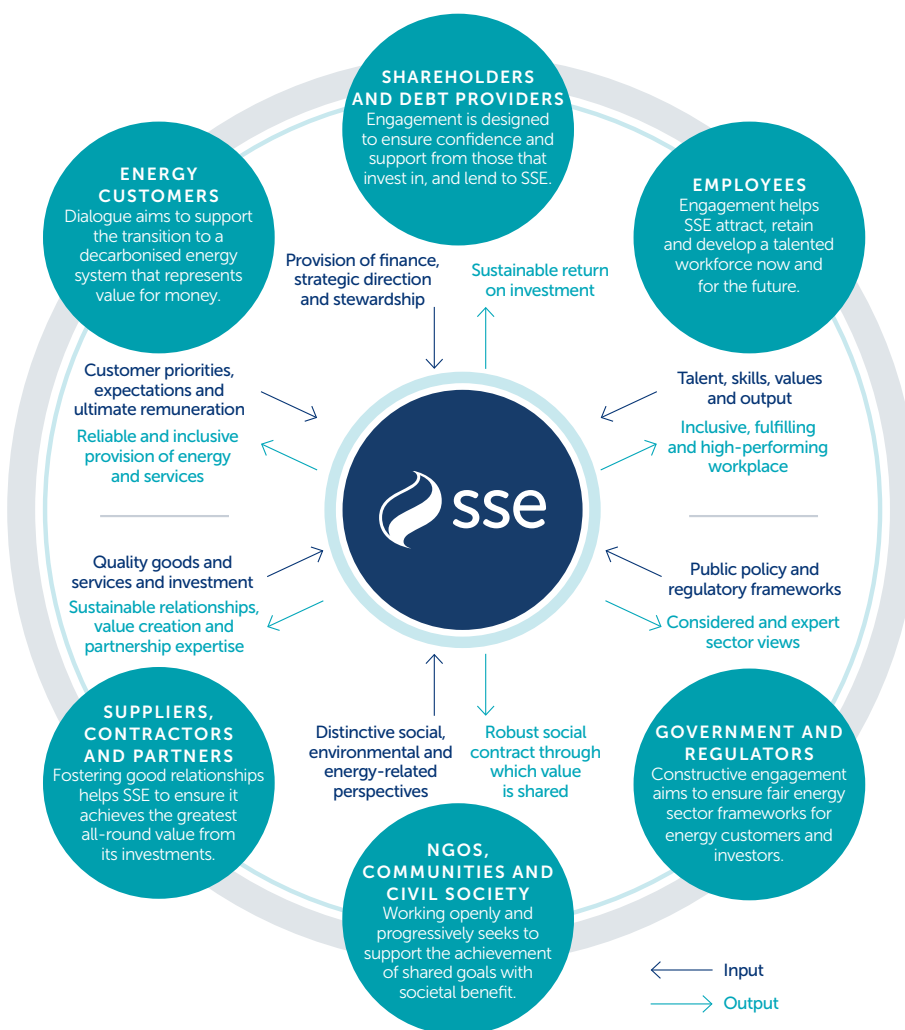 SHAREHOLDERS
AND DEBT PROVIDERS
Engagement is designed
to ensure confidence and
support from those that
invest in, and lend to SSE.
ENERGY
CUSTOMERS
Dialogue aims to support
the transition to a
decarbonised energy
system that represents
value for money.
EMPLOYEES
Engagement helps
SSE attract, retain
and develop a talented
workforce now and
for the future.
Provision of finance,
strategic direction
and stewardship
Sustainable return
on investment
Customer priorities,
expectations and
ultimate remuneration
Reliable and inclusive
provision of energy
and services
Talent, skills, values
and output
Inclusive, fulfilling
and high-performing
workplace
sse
Quality goods and
services and investment
Sustainable relationships,
value creation and
partnership expertise
Public policy and
regulatory frameworks
Considered and expert
sector views
SUPPLIERS,
CONTRACTORS
AND PARTNERS
Fostering good relationships
helps SSE to ensure it
achieves the greatest
all-round value from
its investments.
Distinctive social,
environmental and
energy-related
perspectives
Robust social
contract through
which value
is shared
GOVERNMENT AND
REGULATORS
Constructive engagement
aims to ensure fair energy
sector frameworks for
energy customers and
investors.
NGOS,
COMMUNITIES AND
CIVIL SOCIETY
Working openly and
progressively seeks to
support the achievement
of shared goals with
societal benefit.
Input
Output